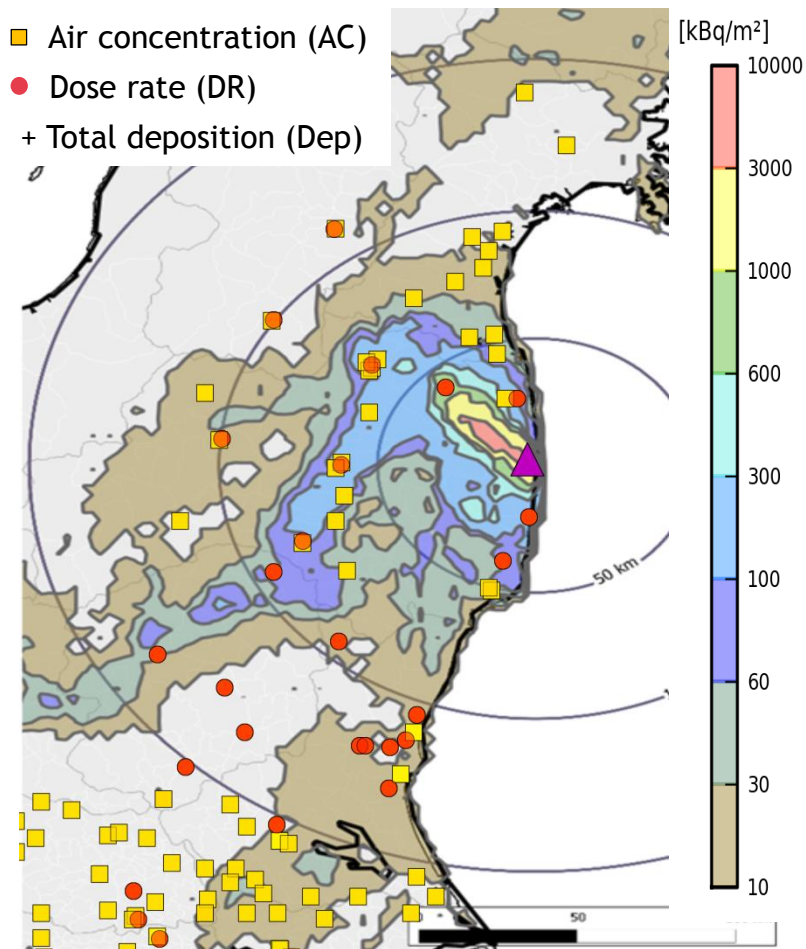 Air concentration (AC)
Dose rate (DR)
+ Total deposition (Dep)
[kBq/m²]
10000
3000
1000
600
300
100
60
30
10
50 km
50